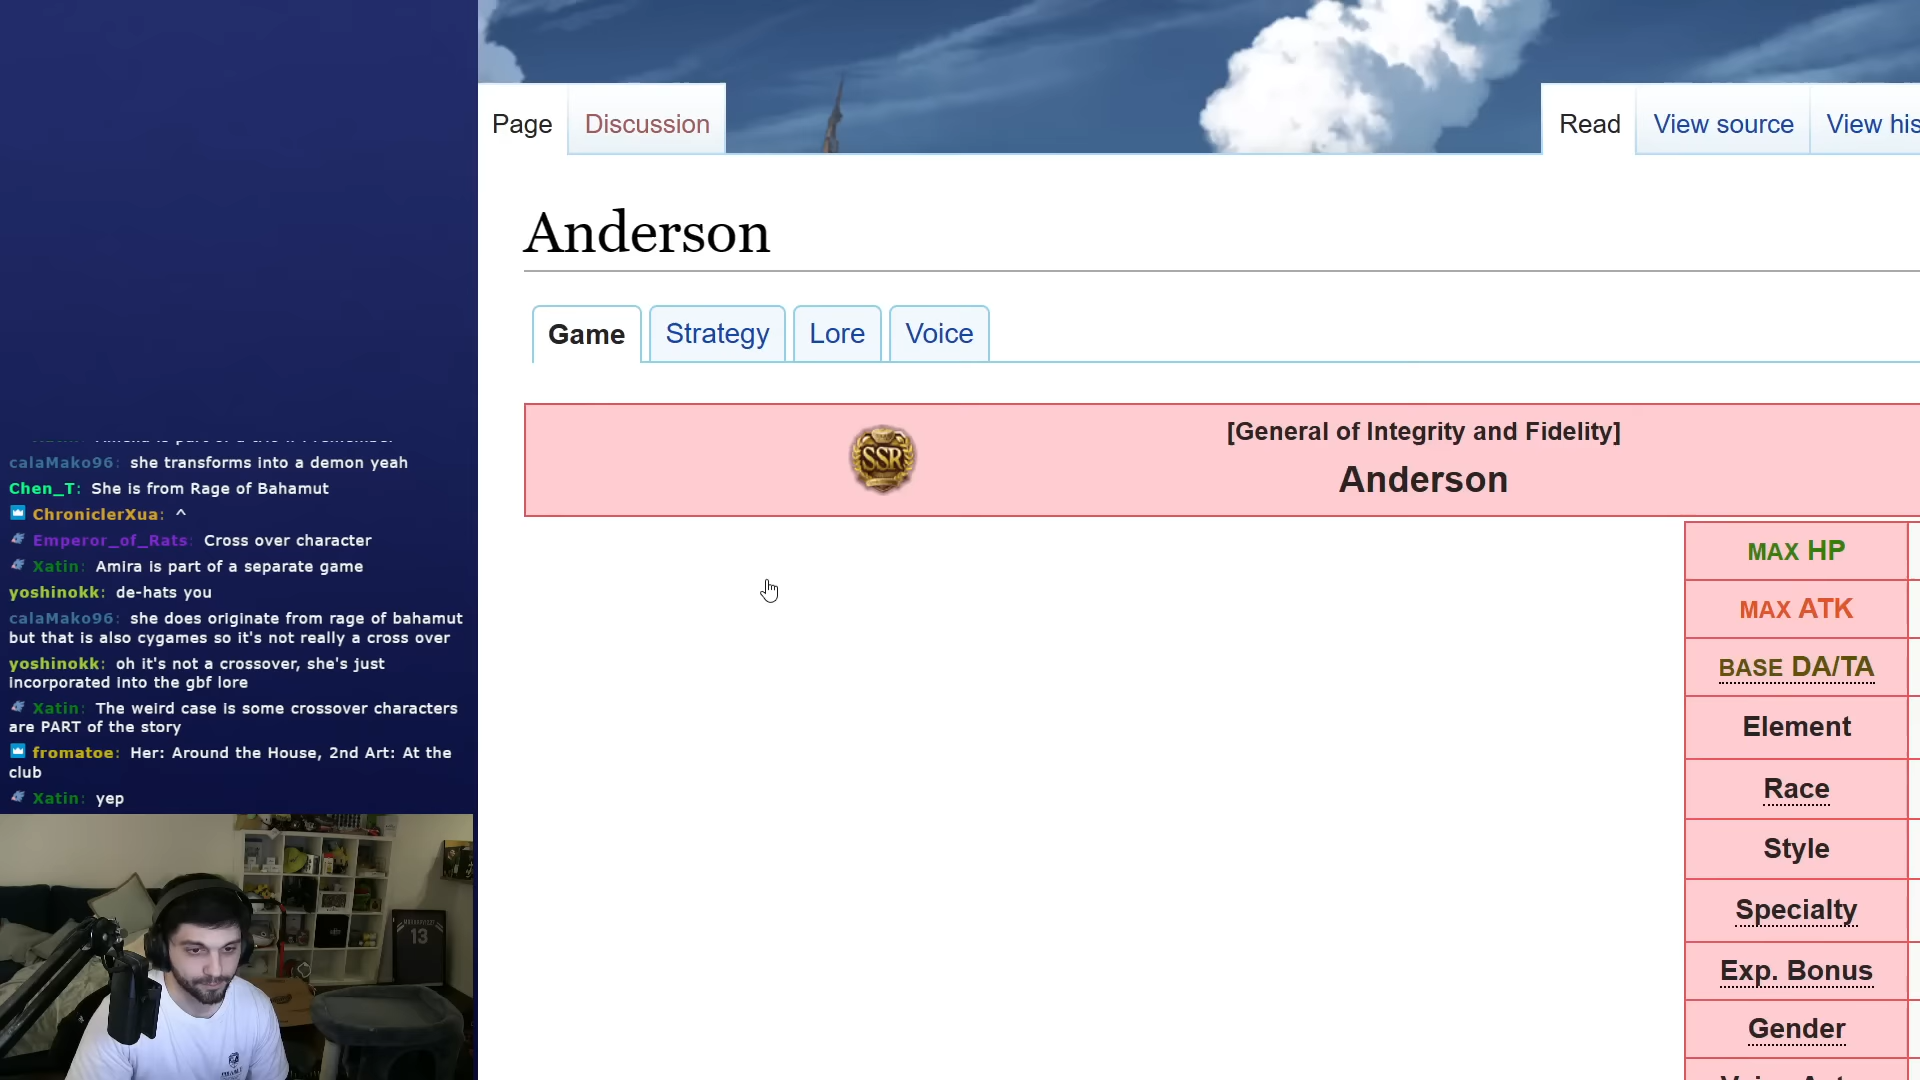 Page
Discussion
Read
View source
View his
Anderson
Game
Strategy
Lore
Voice
SSR
[General of Integrity and Fidelity]
Anderson
MAX HP
MAX ATK
BASE DA/TA
Element
Race
Style
Specialty
Exp. Bonus
Gender
calaMako96: she transforms into a demon yeah
Chen_T: She is from Rage of Bahamut
ChroniclerXua: ^
Emperor_of_Rats: Cross over character
Xatin: Amira is part of a separate game
yoshinokk: de-hats you
calaMako96: she does originate from rage of bahamut
but that is also cygames so it's not really a cross over
yoshinokk: oh it's not a crossover, she's just
incorporated into the gbf lore
Xatin: The weird case is some crossover characters
are PART of the story
fromatoe: Her: Around the House, 2nd Art: At the
club
Xatin: yep
13